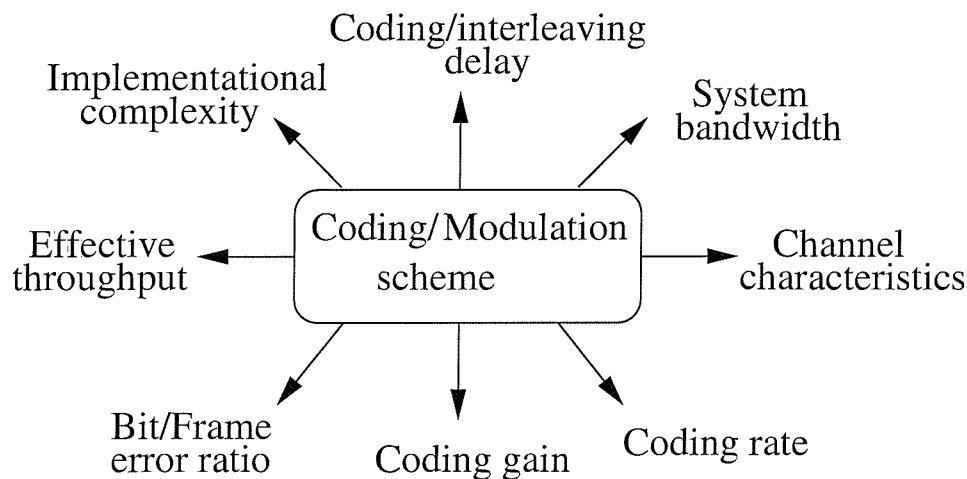 Coding/interleaving
delay
Implementational
complexity
System
bandwidth
Coding/Modulation
scheme
Effective
throughput
Channel
characteristics
Bit/Frame
error ratio
Coding gain
Coding rate